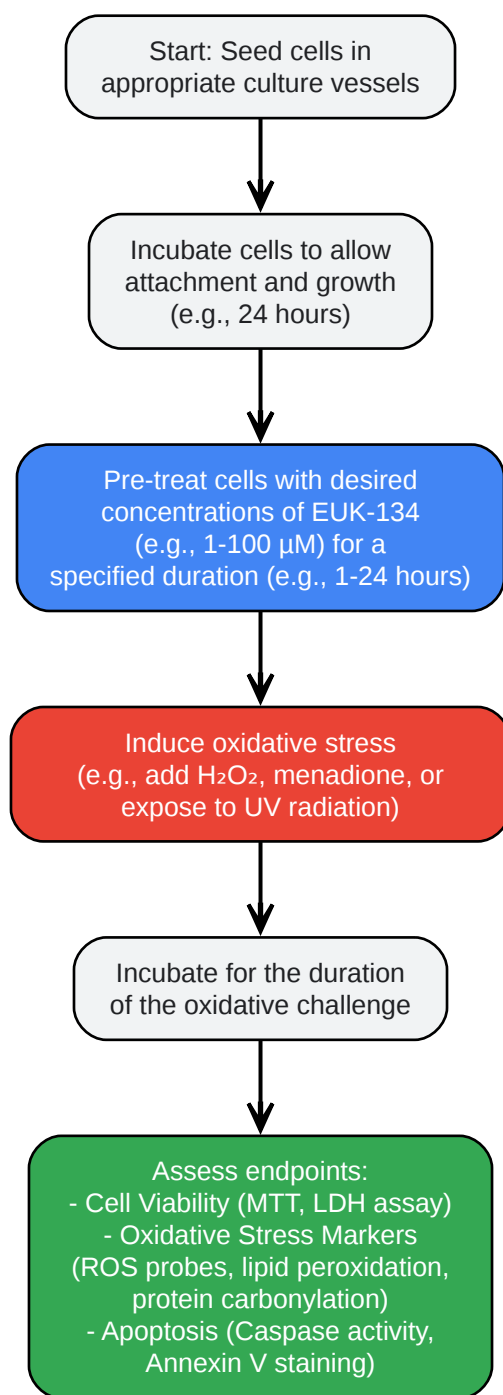 Start: Seed cells in
appropriate culture vessels
Incubate cells to allow
attachment and growth
(e.g., 24 hours)
Pre-treat cells with desired
concentrations of EUK-134
(e.g., 1-100 µM) for a
specified duration (e.g., 1-24 hours)
Induce oxidative stress
(e.g., add H₂O₂, menadione, or
expose to UV radiation)
Incubate for the duration
of the oxidative challenge
Assess endpoints:
- Cell Viability (MTT, LDH assay)
- Oxidative Stress Markers
(ROS probes, lipid peroxidation,
protein carbonylation)
- Apoptosis (Caspase activity,
Annexin V staining)